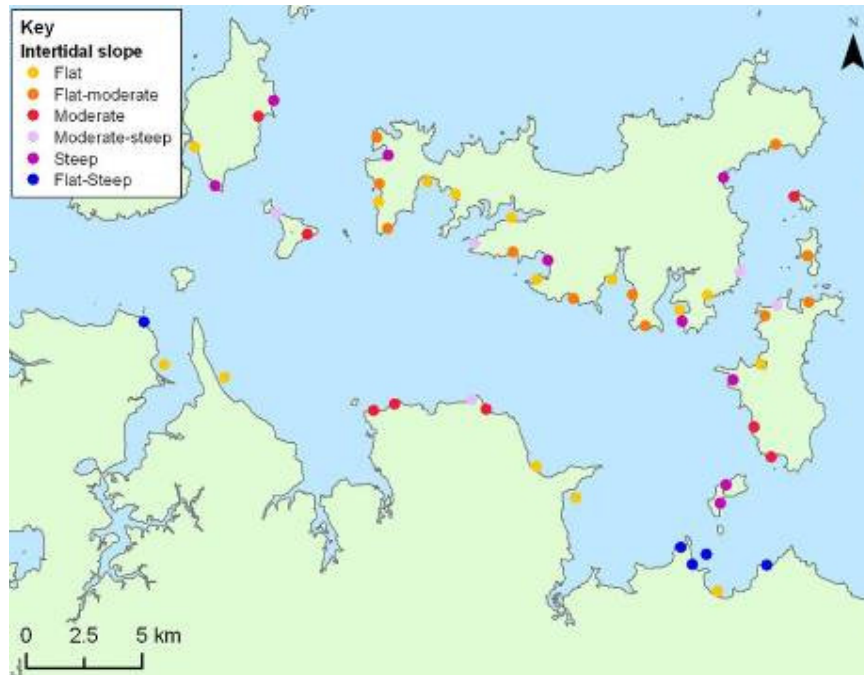 Key
Intertidal slope
Flat
Flat-moderate
Moderate
Moderate-steep
Steep
Flat-Steep
N
0 2.5 5 km